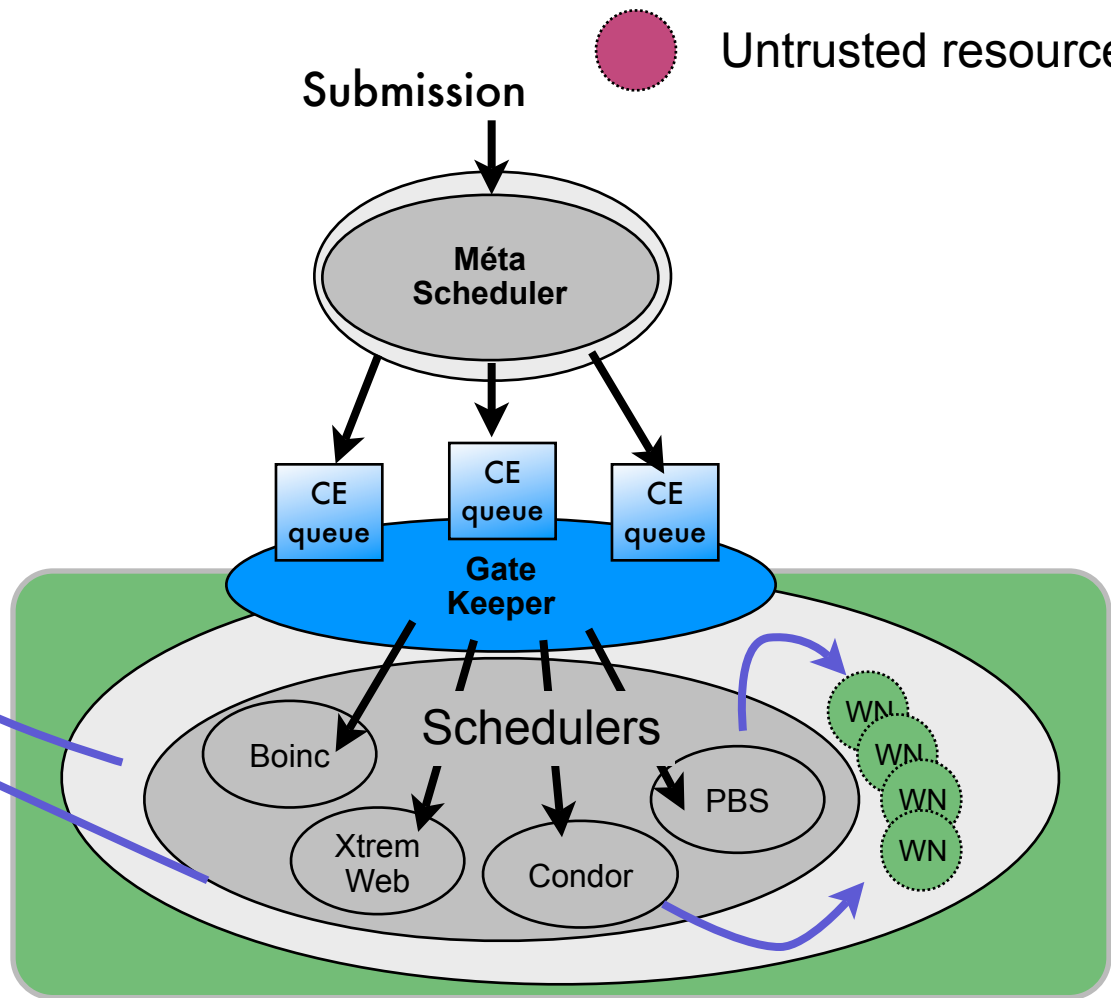 Untrusted resource
Submission
Méta
Scheduler
CE
queue
CE
queue
CE
queue
Gate
Keeper
Schedulers
Boinc
Xtrem
Web
Condor
PBS
WN
WN
WN
WN